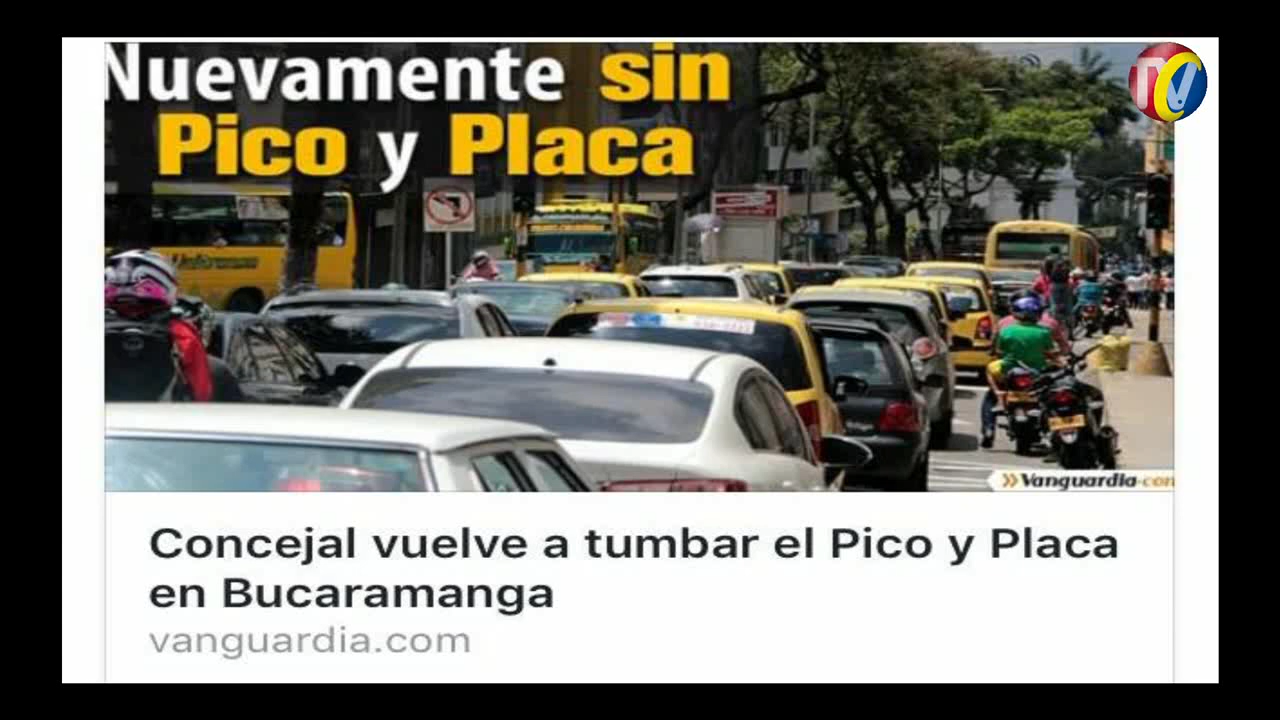 Nuevamente sin
Pico y Placa
Vanguardia.com
Concejal vuelve a tumbar el Pico y Placa
en Bucaramanga
vanguardia.com